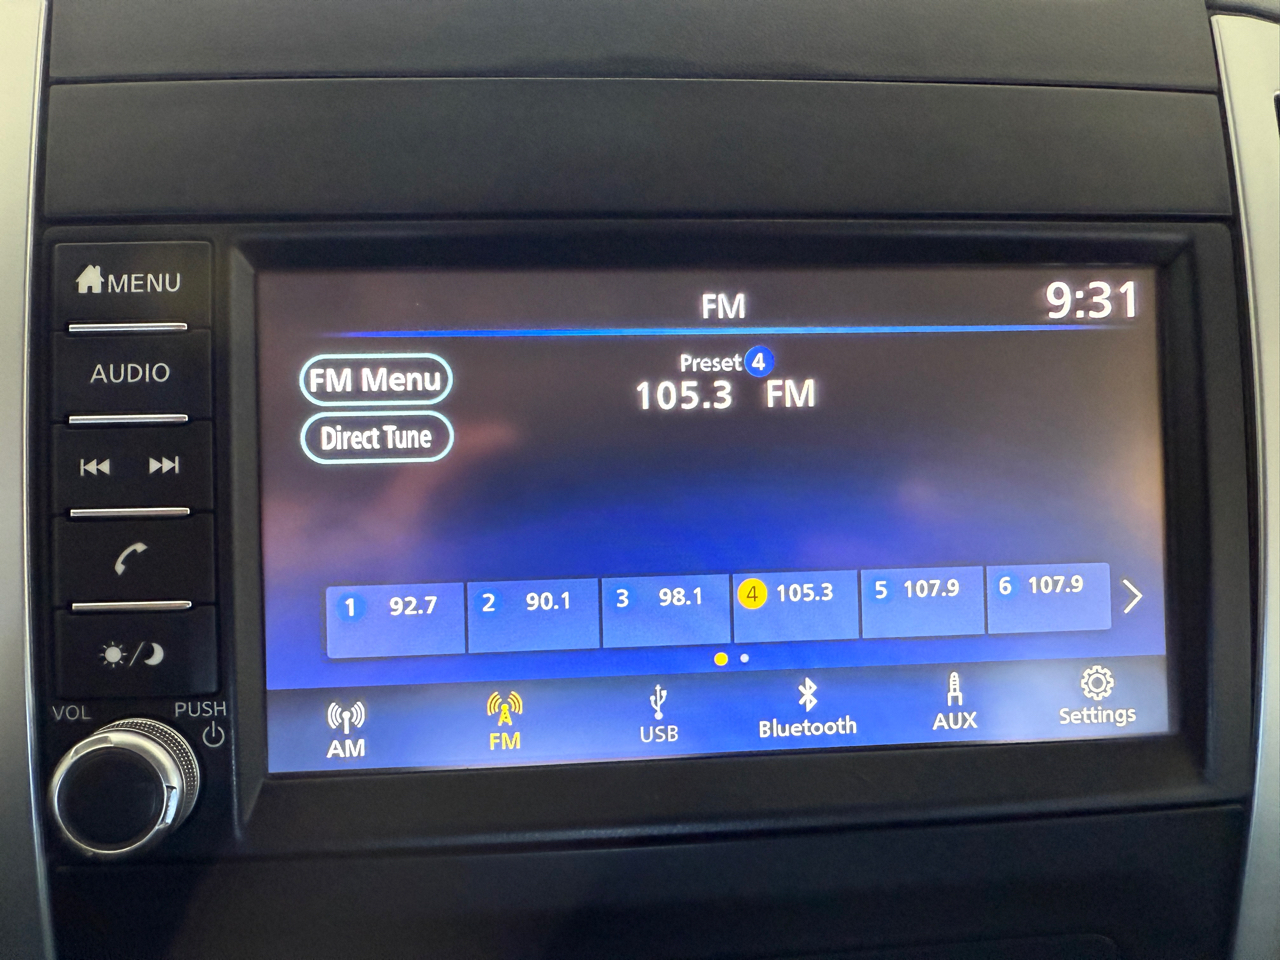 MENU
AUDIO
VOL
PUSH
FM
9:31
FM Menu
Preset 4
105.3 FM
Direct Tune
1 92.7
2 90.1
3 98.1
4 105.3
5 107.9
6 107.9
AM
FM
USB
Bluetooth
AUX
Settings